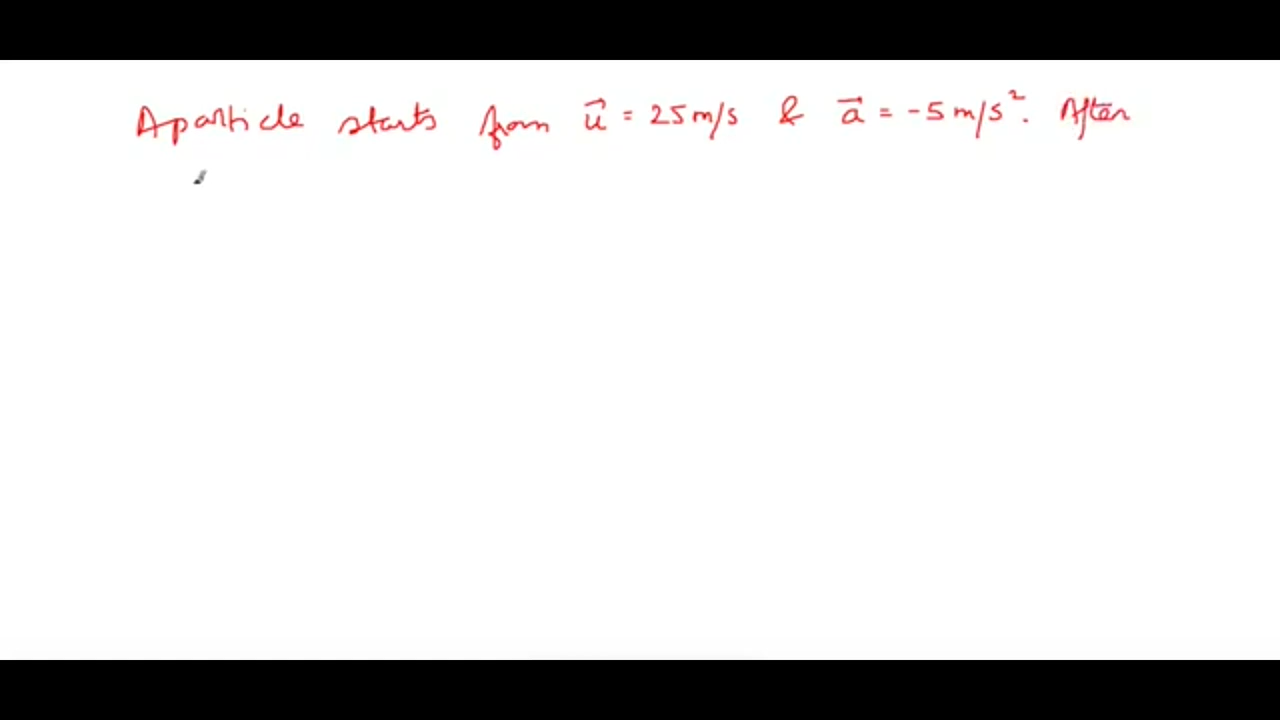 A particle starts from u⃗ = 25 m/s & a⃗ = -5 m/s². After